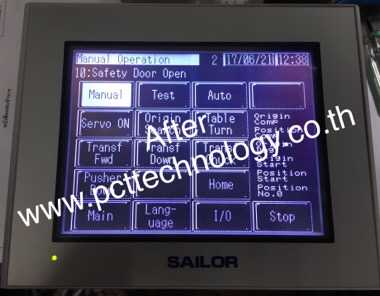 Manual Operation 2 17/06/21 12:38
10:Safety Door Open
Manual Test Auto
Servo ON Origin Table Turn
Origin Comp
Position
Transf Fwd Transf Down
Origin Start
Position Start
Pusher Home
Position No.0
Main Lang-uage I/O Stop
After
www.pcttechnology.co.th
SAILOR